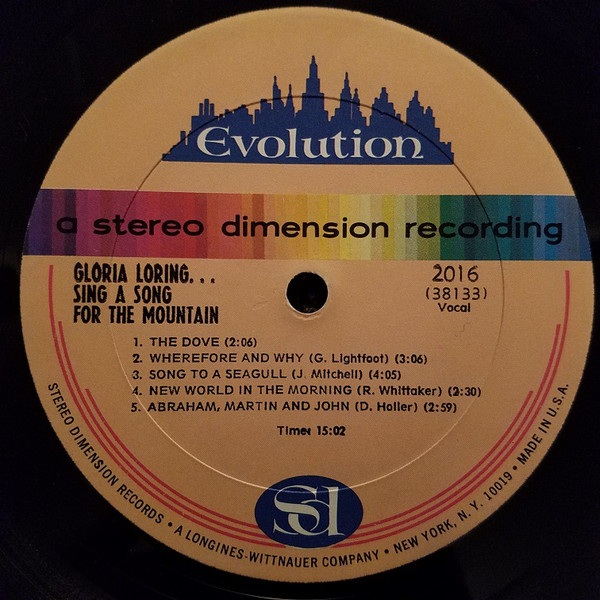 Evolution
a stereo dimension recording
GLORIA LORING...
SING A SONG
FOR THE MOUNTAIN
2016
(38133)
Vocal
1. THE DOVE (2:06)
2. WHEREFORE AND WHY (G. Lightfoot) (3:06)
3. SONG TO A SEAGULL (J. Mitchell) (4:05)
4. NEW WORLD IN THE MORNING (R. Whittaker) (2:30)
5. ABRAHAM, MARTIN AND JOHN (D. Holler) (2:59)
Time: 15:02
Sd
STEREO DIMENSION RECORDS • A LONGINES-WITTNAUER COMPANY • NEW YORK, N. Y. 10019 • MADE IN U.S.A.